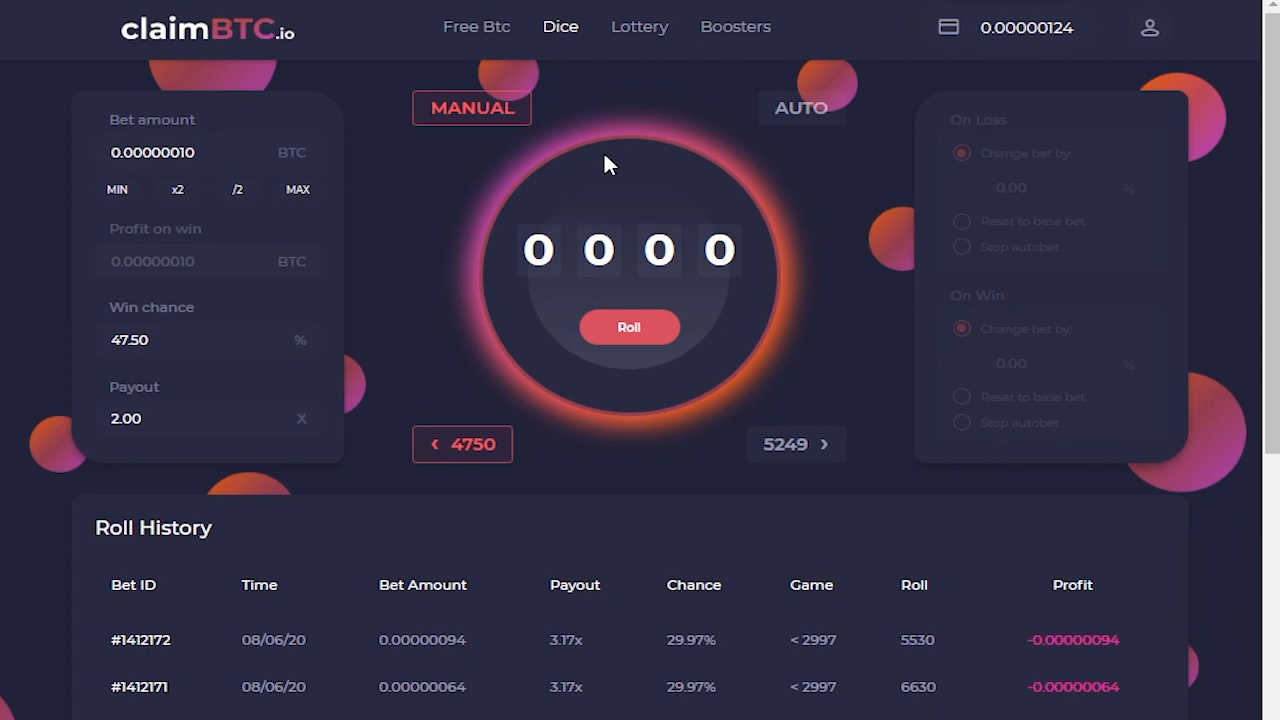 claimBTC.io
Free Btc Dice Lottery Boosters
0.00000124
Bet amount
0.00000010 BTC
MIN x2 /2 MAX
Profit on win
0.00000010 BTC
Win chance
47.50 %
Payout
2.00 X
MANUAL
AUTO
0 0 0 0
Roll
‹ 4750
5249 ›
On Loss
Change bet by:
0.00 %
Reset to base bet
Stop autobet
On Win
Change bet by:
0.00 %
Reset to base bet
Stop autobet
Roll History
Bet ID Time Bet Amount Payout Chance Game Roll Profit
#1412172 08/06/20 0.00000094 3.17x 29.97% < 2997 5530 -0.00000094
#1412171 08/06/20 0.00000064 3.17x 29.97% < 2997 6630 -0.00000064